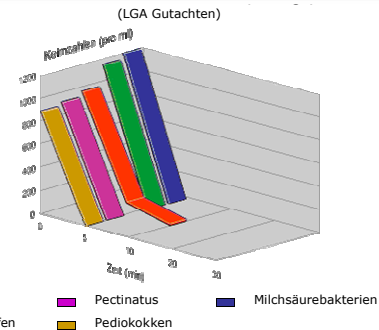 (LGA Gutachten)
Keimzahlen (pro ml)
1200
1000
800
600
400
200
0
0
5
10
20
30
Zeit (min)
Pectinatus
Milchsäurebakterien
fen
Pediokokken